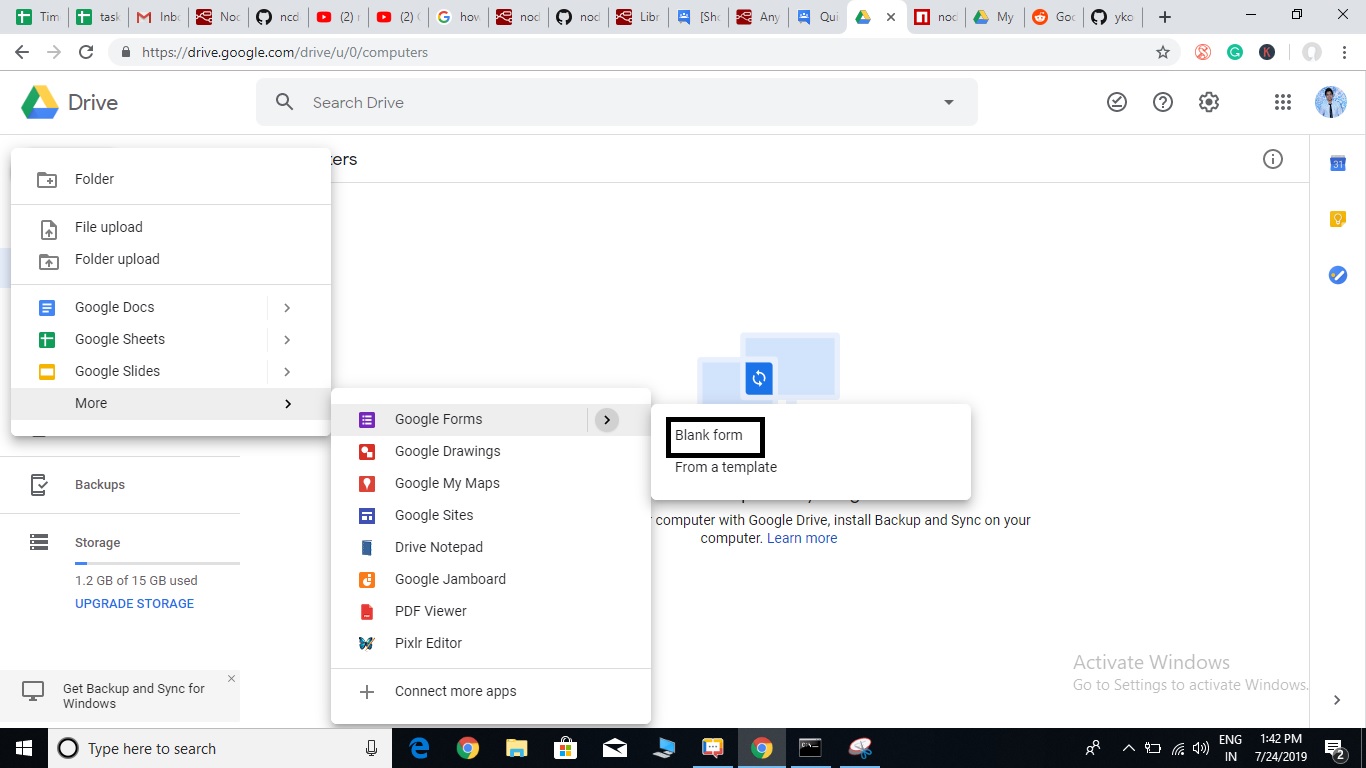 Tim
task
Inb
Noc
ncd
(2) r
(2) (
how
nod
nod
Libr
[Sho
Any
Qui
nod
My
Goo
yko
https://drive.google.com/drive/u/0/computers
Drive
Search Drive
ters
Folder
File upload
Folder upload
Google Docs
Google Sheets
Google Slides
More
Google Forms
Blank form
Google Drawings
From a template
Google My Maps
Backups
Google Sites
computer with Google Drive, install Backup and Sync on your
computer. Learn more
Storage
Drive Notepad
1.2 GB of 15 GB used
Google Jamboard
UPGRADE STORAGE
PDF Viewer
Pixlr Editor
Connect more apps
Get Backup and Sync for
Windows
31
Activate Windows
Go to Settings to activate Windows.
Type here to search
ENG
IN
1:42 PM
7/24/2019
2